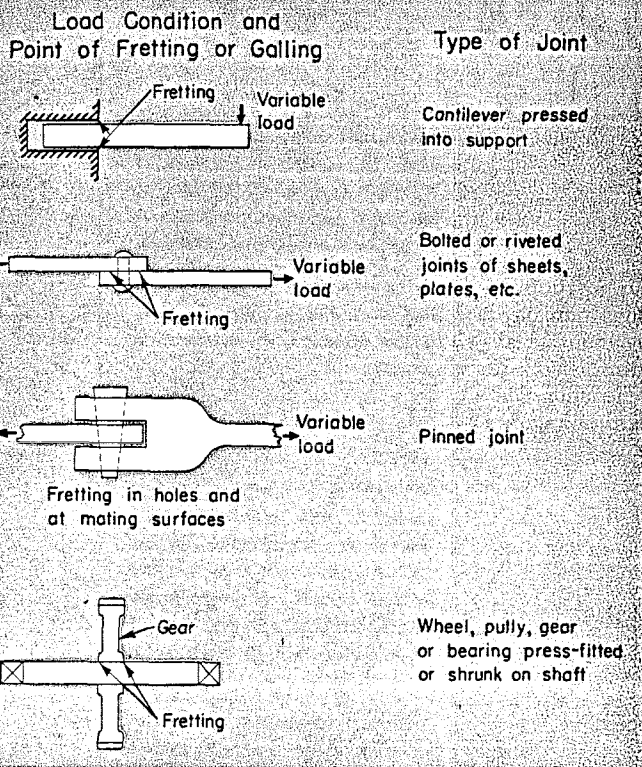 Load Condition and
Point of Fretting or Galling
Type of Joint
Fretting
Variable
load
Cantilever pressed
into support
Variable
load
Fretting
Bolted or riveted
joints of sheets,
plates, etc.
Variable
load
Fretting in holes and
at mating surfaces
Pinned joint
Gear
Fretting
Wheel, pully, gear
or bearing press-fitted
or shrunk on shaft